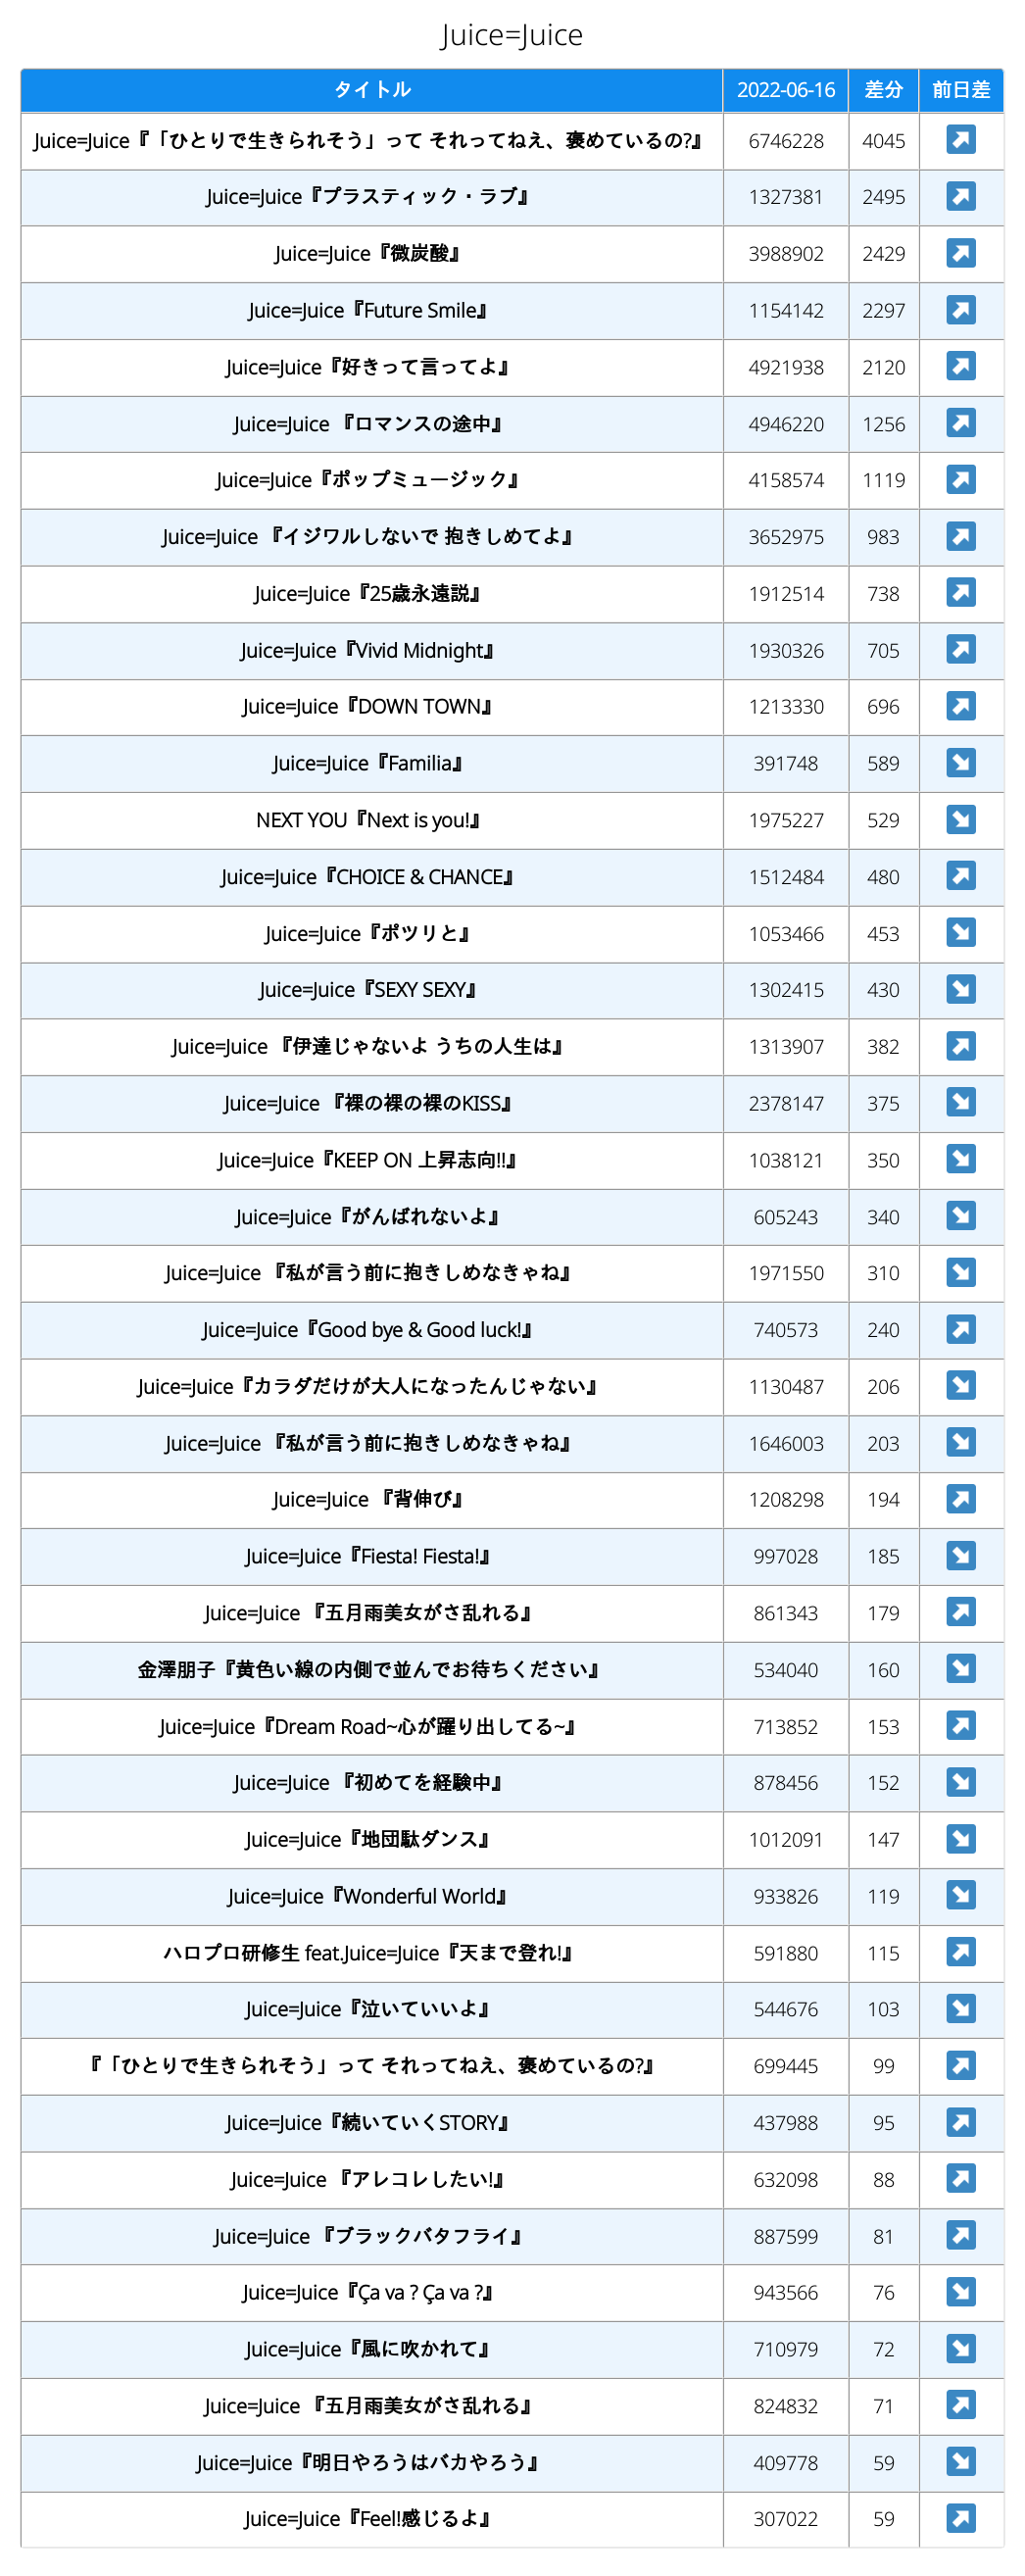 Juice=Juice
タイトル 2022-06-16 差分 前日差
Juice=Juice『「ひとりで生きられそう」って それってねえ、褒めているの?』 6746228 4045
Juice=Juice『プラスティック・ラブ』 1327381 2495
Juice=Juice『微炭酸』 3988902 2429
Juice=Juice『Future Smile』 1154142 2297
Juice=Juice『好きって言ってよ』 4921938 2120
Juice=Juice 『ロマンスの途中』 4946220 1256
Juice=Juice『ポップミュージック』 4158574 1119
Juice=Juice 『イジワルしないで 抱きしめてよ』 3652975 983
Juice=Juice『25歳永遠説』 1912514 738
Juice=Juice『Vivid Midnight』 1930326 705
Juice=Juice『DOWN TOWN』 1213330 696
Juice=Juice『Familia』 391748 589
NEXT YOU『Next is you!』 1975227 529
Juice=Juice『CHOICE & CHANCE』 1512484 480
Juice=Juice『ポツリと』 1053466 453
Juice=Juice『SEXY SEXY』 1302415 430
Juice=Juice 『伊達じゃないよ うちの人生は』 1313907 382
Juice=Juice 『裸の裸の裸のKISS』 2378147 375
Juice=Juice『KEEP ON 上昇志向!!』 1038121 350
Juice=Juice『がんばれないよ』 605243 340
Juice=Juice 『私が言う前に抱きしめなきゃね』 1971550 310
Juice=Juice『Good bye & Good luck!』 740573 240
Juice=Juice『カラダだけが大人になったんじゃない』 1130487 206
Juice=Juice 『私が言う前に抱きしめなきゃね』 1646003 203
Juice=Juice 『背伸び』 1208298 194
Juice=Juice『Fiesta! Fiesta!』 997028 185
Juice=Juice 『五月雨美女がさ乱れる』 861343 179
金澤朋子『黄色い線の内側で並んでお待ちください』 534040 160
Juice=Juice『Dream Road~心が躍り出してる~』 713852 153
Juice=Juice 『初めてを経験中』 878456 152
Juice=Juice『地団駄ダンス』 1012091 147
Juice=Juice『Wonderful World』 933826 119
ハロプロ研修生 feat.Juice=Juice『天まで登れ!』 591880 115
Juice=Juice『泣いていいよ』 544676 103
『「ひとりで生きられそう」って それってねえ、褒めているの?』 699445 99
Juice=Juice『続いていくSTORY』 437988 95
Juice=Juice 『アレコレしたい!』 632098 88
Juice=Juice 『ブラックバタフライ』 887599 81
Juice=Juice『Ça va ? Ça va ?』 943566 76
Juice=Juice『風に吹かれて』 710979 72
Juice=Juice 『五月雨美女がさ乱れる』 824832 71
Juice=Juice『明日やろうはバカやろう』 409778 59
Juice=Juice『Feel!感じるよ』 307022 59